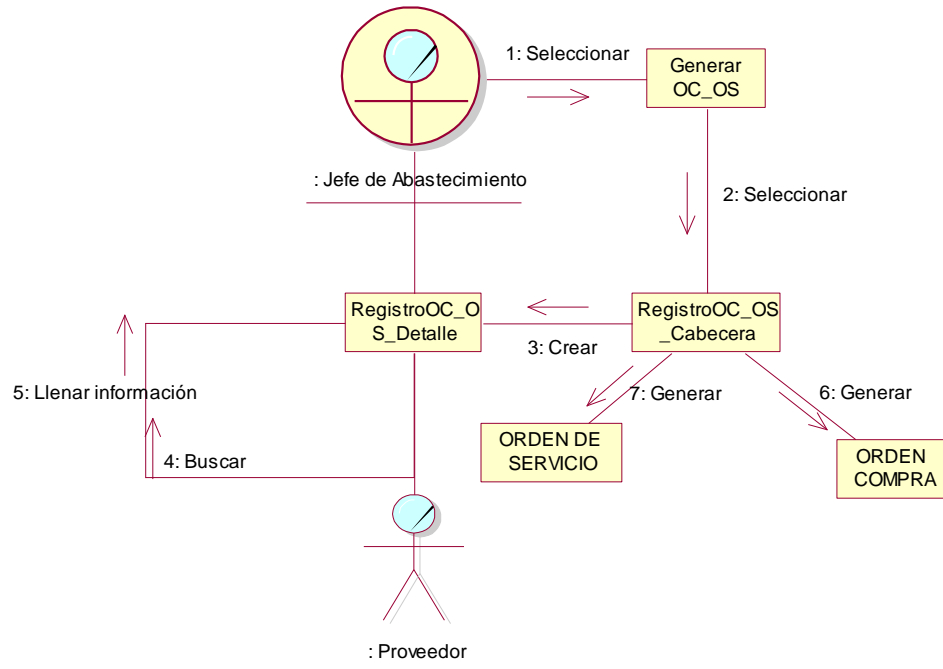 1: Seleccionar
Generar
OC_OS
: Jefe de Abastecimiento
2: Seleccionar
RegistroOC_O
S_Detalle
RegistroOC_OS
_Cabecera
3: Crear
5: Llenar información
7: Generar
6: Generar
4: Buscar
ORDEN DE
SERVICIO
ORDEN
COMPRA
: Proveedor